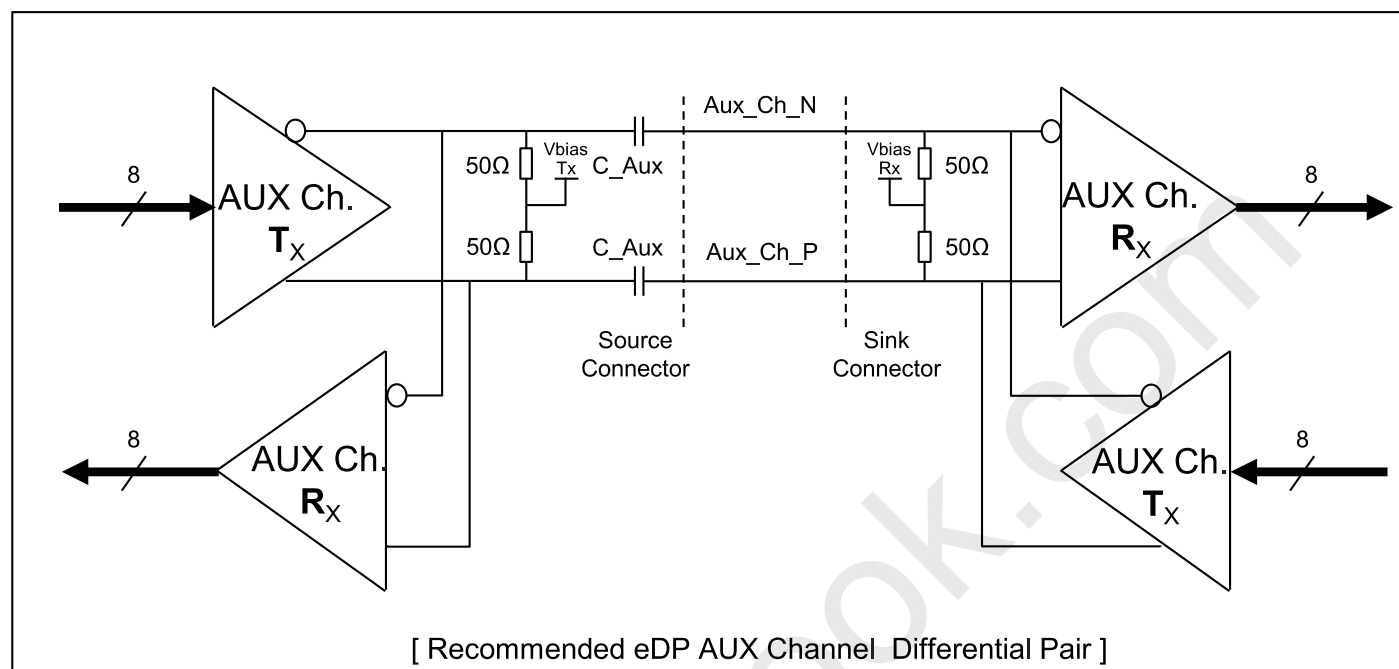 Aux_Ch_N
8
AUX Ch.
TX
50Ω
Vbias
Tx
C_Aux
Vbias
Rx
50Ω
AUX Ch.
RX
8
50Ω
C_Aux
Aux_Ch_P
50Ω
Source
Connector
Sink
Connector
8
AUX Ch.
RX
AUX Ch.
TX
8
[ Recommended eDP AUX Channel Differential Pair ]
ook.com